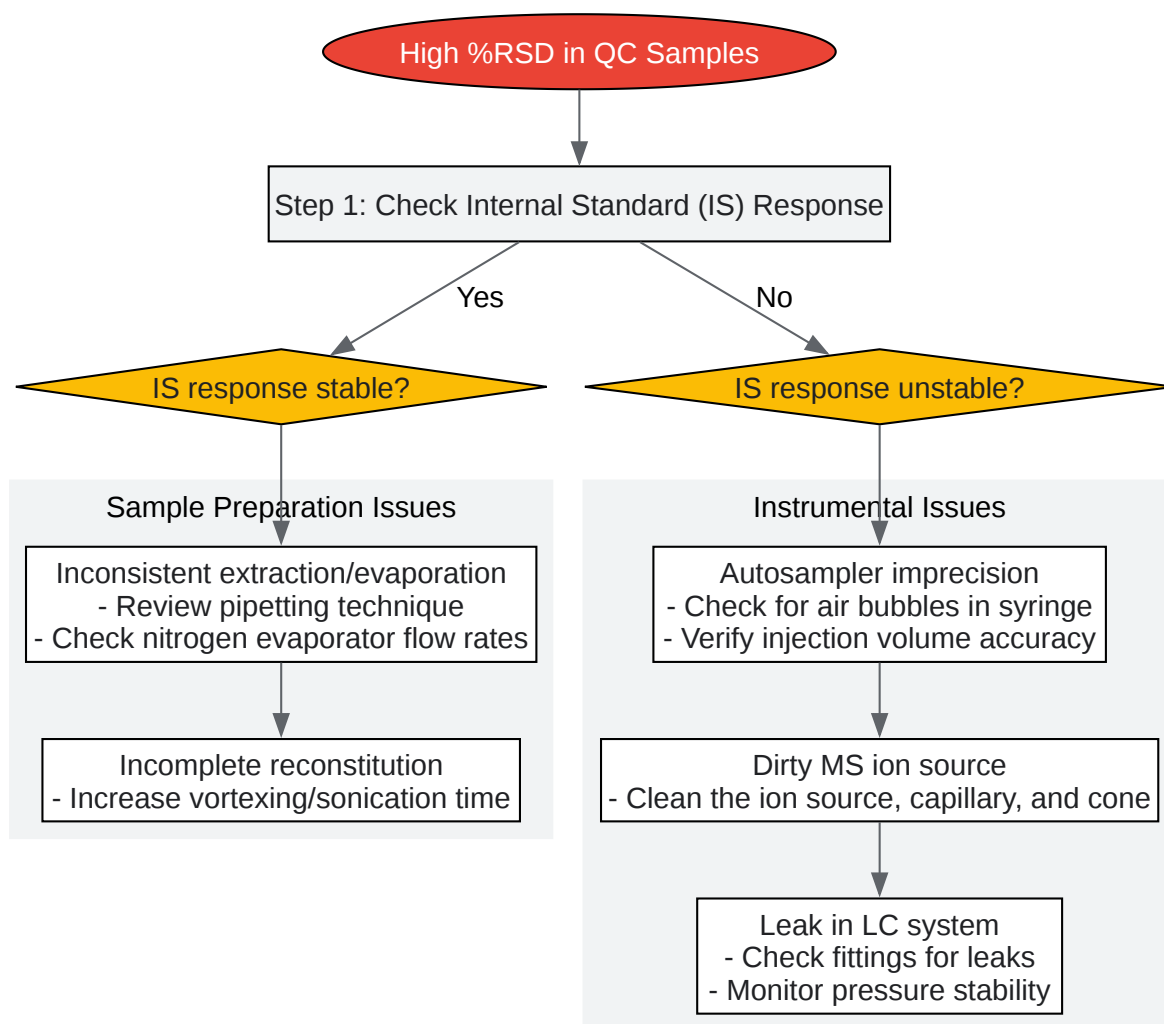 High %RSD in QC Samples
Step 1: Check Internal Standard (IS) Response
Yes
No
IS response stable?
IS response unstable?
Sample Preparation Issues
Inconsistent extraction/evaporation
- Review pipetting technique
- Check nitrogen evaporator flow rates
Incomplete reconstitution
- Increase vortexing/sonication time
Instrumental Issues
Autosampler imprecision
- Check for air bubbles in syringe
- Verify injection volume accuracy
Dirty MS ion source
- Clean the ion source, capillary, and cone
Leak in LC system
- Check fittings for leaks
- Monitor pressure stability